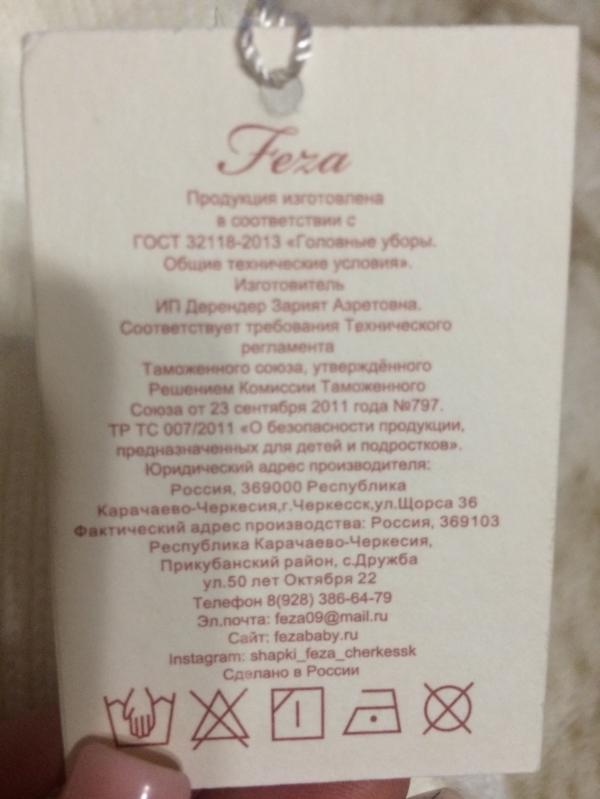 Feza
Продукция изготовлена
в соответствии с
ГОСТ 32118-2013 «Головные уборы.
Общие технические условия».
Изготовитель
ИП Дерендер Зарият Азретовна.
Соответствует требования Технического
регламента
Таможенного союза, утверждённого
Решением Комиссии Таможенного
Союза от 23 сентября 2011 года №797.
ТР ТС 007/2011 «О безопасности продукции,
предназначенных для детей и подростков».
Юридический адрес производителя:
Россия, 369000 Республика
Карачаево-Черкесия,г.Черкесск,ул.Щорса 36
Фактический адрес производства: Россия, 369103
Республика Карачаево-Черкесия,
Прикубанский район, с.Дружба
ул.50 лет Октября 22
Телефон 8(928) 386-64-79
Эл.почта: feza09@mail.ru
Сайт: fezababy.ru
Instagram: shapki_feza_cherkessk
Сделано в России